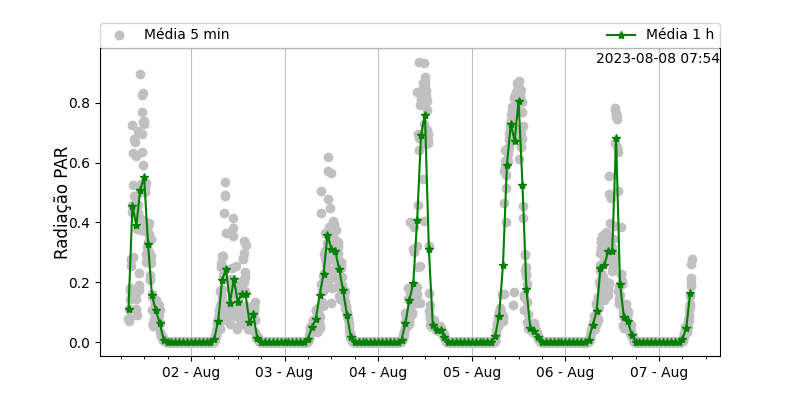 Média 5 min
Média 1 h
2023-08-08 07:54
Radiação PAR
0.8
0.6
0.4
0.2
0.0
02 - Aug
03 - Aug
04 - Aug
05 - Aug
06 - Aug
07 - Aug